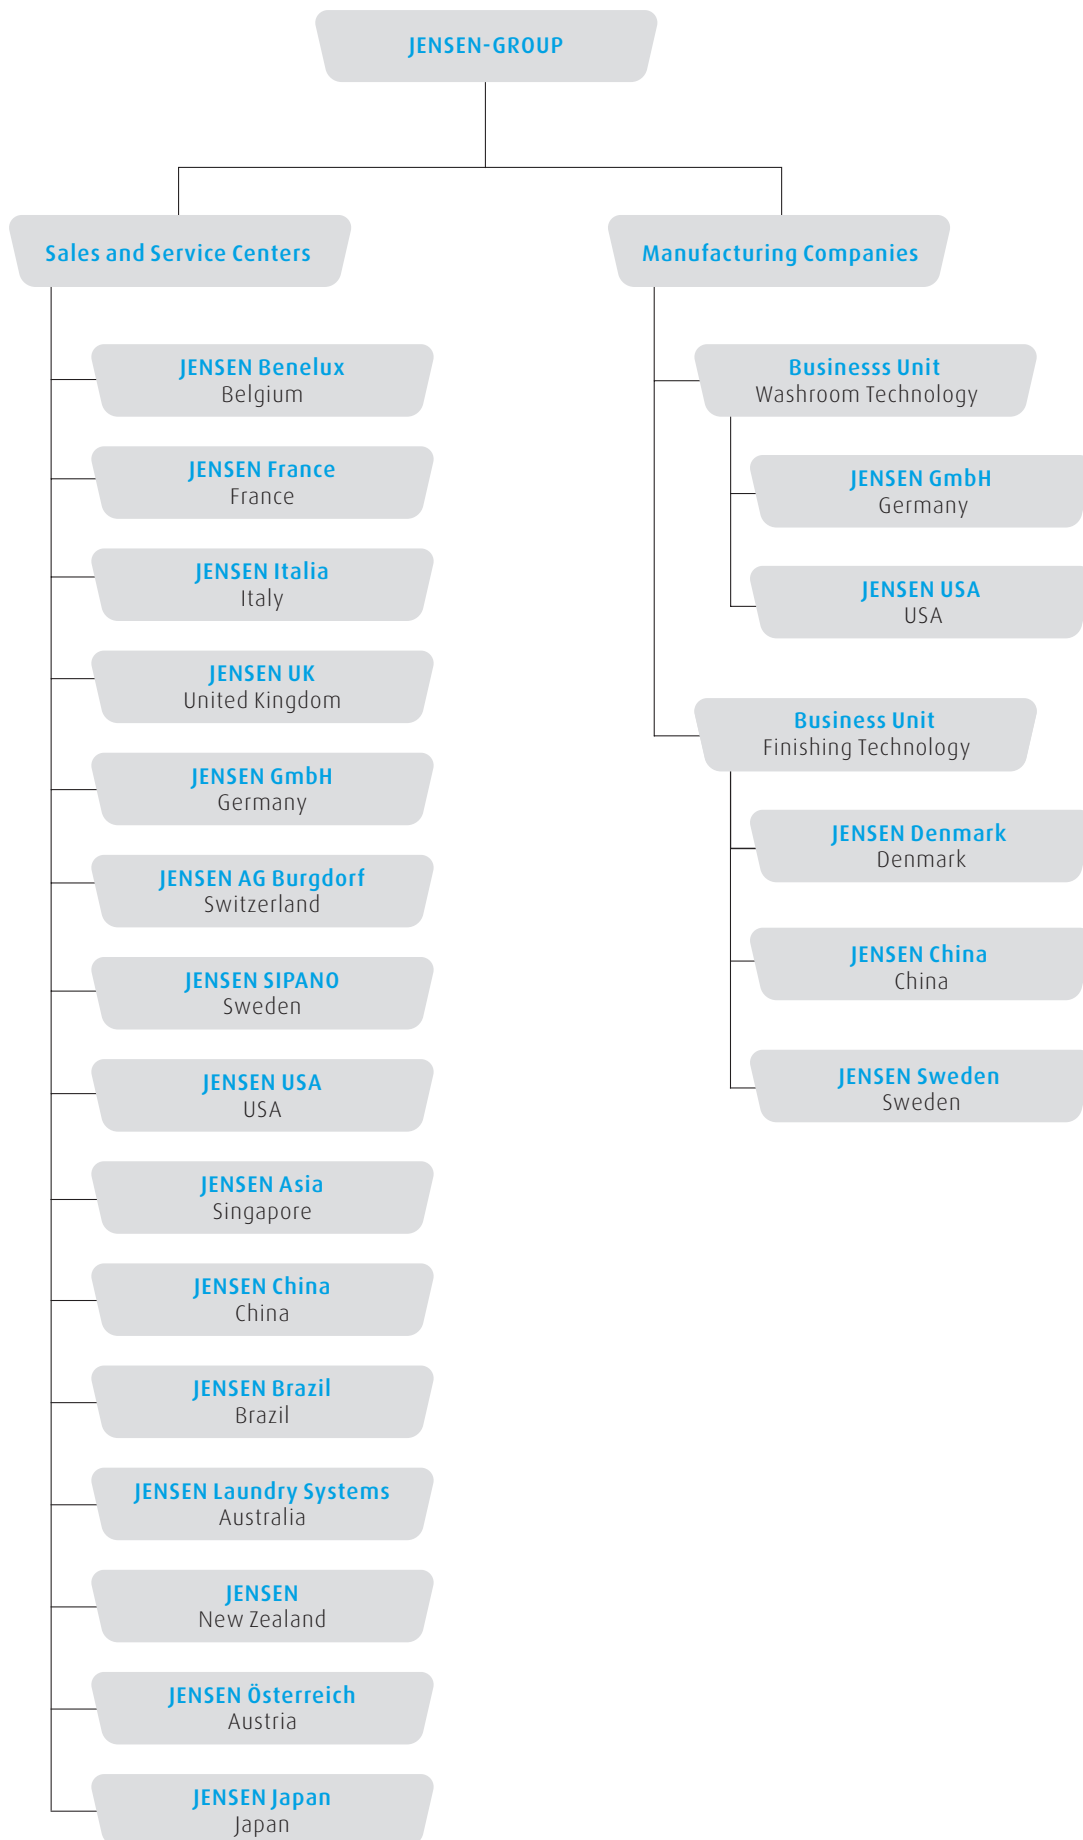 JENSEN-GROUP
Sales and Service Centers
JENSEN Benelux
Belgium
JENSEN France
France
JENSEN Italia
Italy
JENSEN UK
United Kingdom
JENSEN GmbH
Germany
JENSEN AG Burgdorf
Switzerland
JENSEN SIPANO
Sweden
JENSEN USA
USA
JENSEN Asia
Singapore
JENSEN China
China
JENSEN Brazil
Brazil
JENSEN Laundry Systems
Australia
JENSEN
New Zealand
JENSEN Österreich
Austria
JENSEN Japan
Japan
Manufacturing Companies
Businesss Unit
Washroom Technology
JENSEN GmbH
Germany
JENSEN USA
USA
Business Unit
Finishing Technology
JENSEN Denmark
Denmark
JENSEN China
China
JENSEN Sweden
Sweden